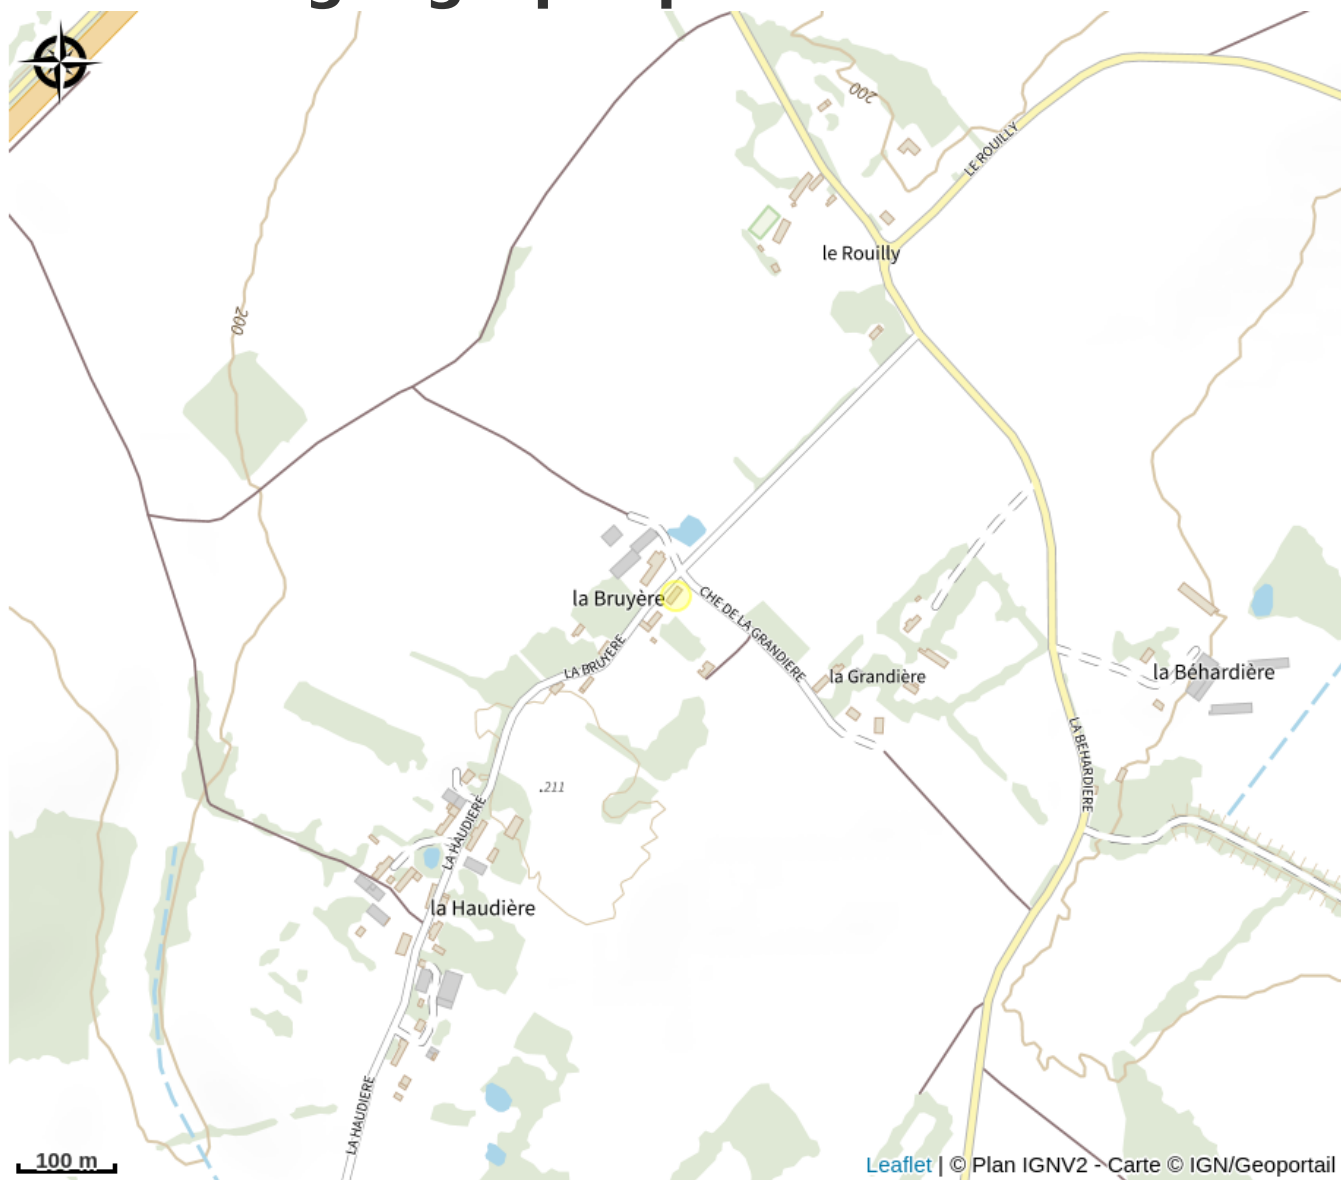 200
LE ROUILLY
le Rouilly
200
la Bruyère
CHE DE LA GRANDIERE
LA BRUYERE
la Grandière
la Béhardière
LA BEHARDIERE
.211
LA HAUDIERE
la Haudière
LA HAUDIERE
100 m
Leaflet | © Plan IGNV2 - Carte © IGN/Geoportail